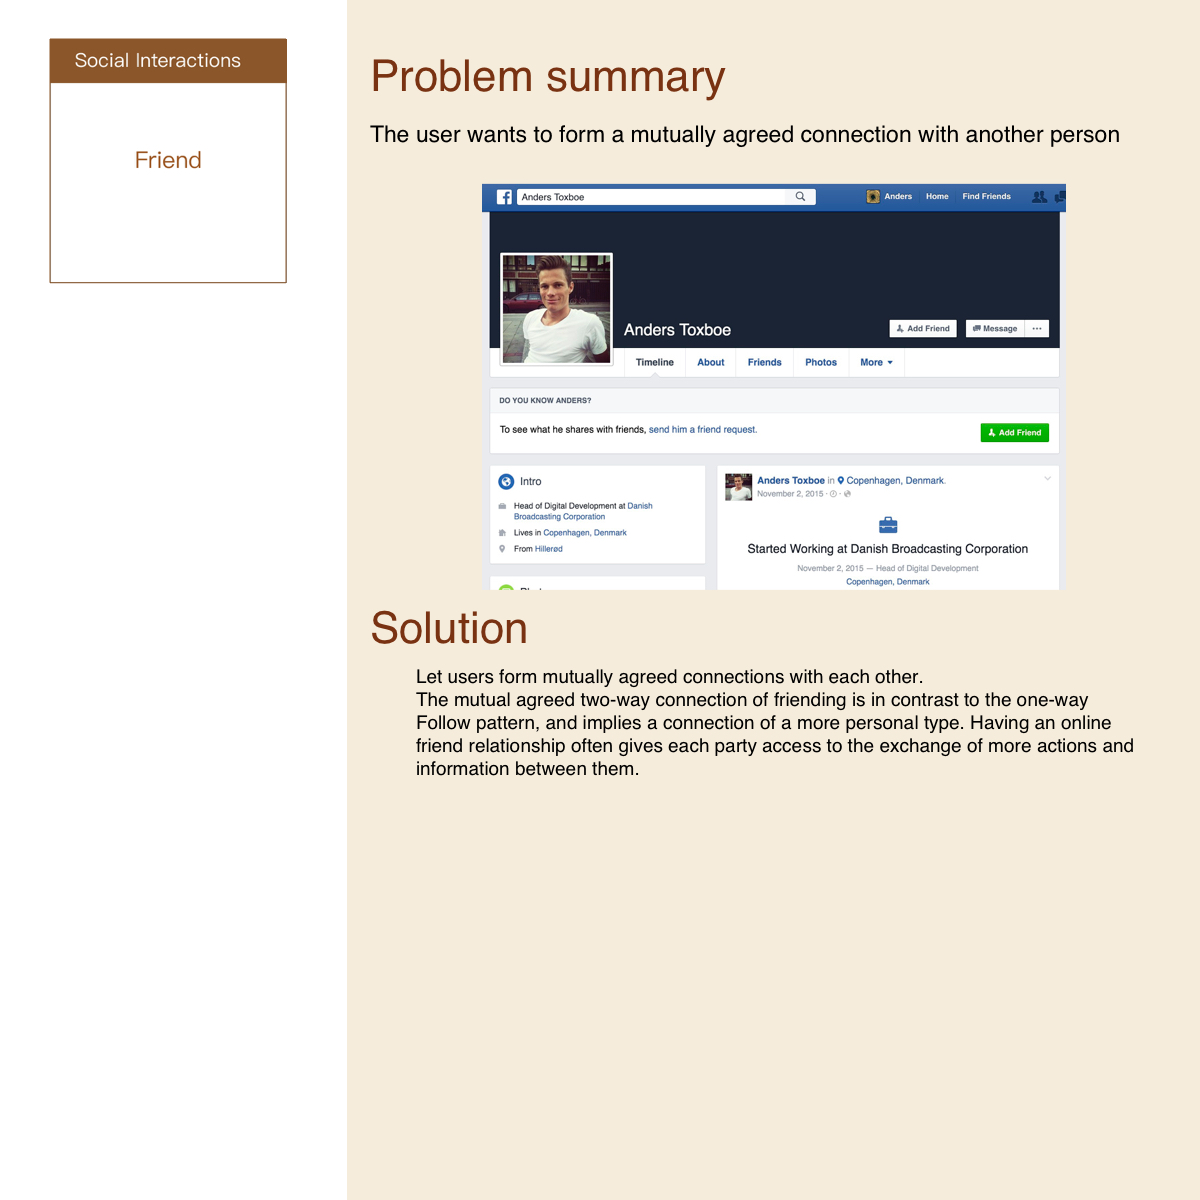 Social Interactions
Friend
Problem summary
The user wants to form a mutually agreed connection with another person
Anders Toxboe
Anders Home Find Friends
Anders Toxboe
Add Friend Message
Timeline About Friends Photos More
DO YOU KNOW ANDERS?
To see what he shares with friends, send him a friend request.
Add Friend
Intro
Head of Digital Development at Danish
Broadcasting Corporation
Lives in Copenhagen, Denmark
From Hillerød
Anders Toxboe in Copenhagen, Denmark.
November 2, 2015
Started Working at Danish Broadcasting Corporation
November 2, 2015 — Head of Digital Development
Copenhagen, Denmark
Solution
Let users form mutually agreed connections with each other.
The mutual agreed two-way connection of friending is in contrast to the one-way
Follow pattern, and implies a connection of a more personal type. Having an online
friend relationship often gives each party access to the exchange of more actions and
information between them.